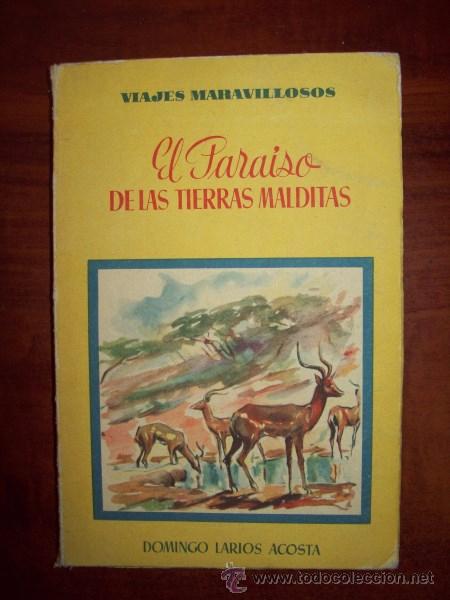 VIAJES MARAVILLOSOS
El Paraiso
DE LAS TIERRAS MALDITAS
DOMINGO LARIOS ACOSTA
© www.todocoleccion.net